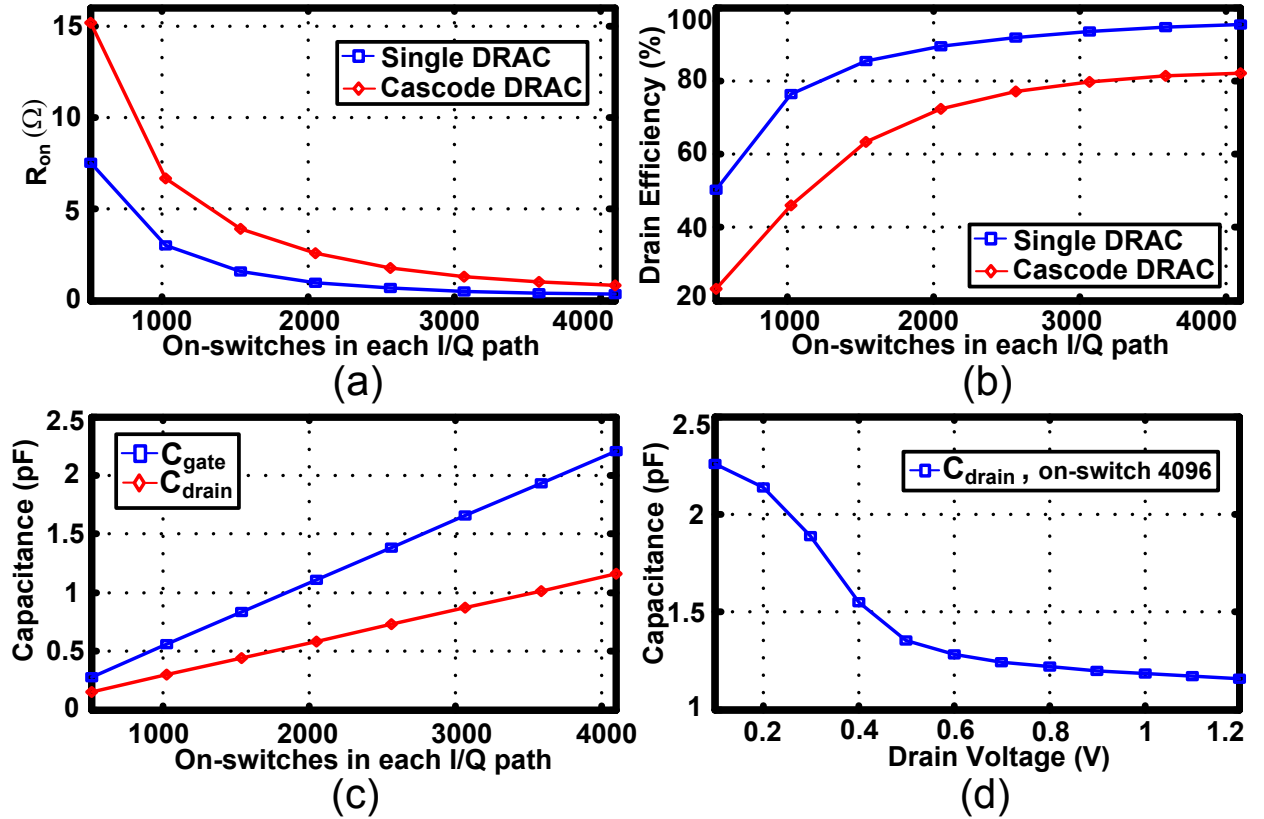 15
10
5
0
R_on (Ω)
Single DRAC
Cascode DRAC
1000 2000 3000 4000
On-switches in each I/Q path
(a)
100
80
60
40
20
Drain Efficiency (%)
Single DRAC
Cascode DRAC
1000 2000 3000 4000
On-switches in each I/Q path
(b)
2.5
2
1.5
1
0.5
0
Capacitance (pF)
C_gate
C_drain
1000 2000 3000 4000
On-switches in each I/Q path
(c)
2.5
2
1.5
1
Capacitance (pF)
C_drain , on-switch 4096
0.2 0.4 0.6 0.8 1 1.2
Drain Voltage (V)
(d)